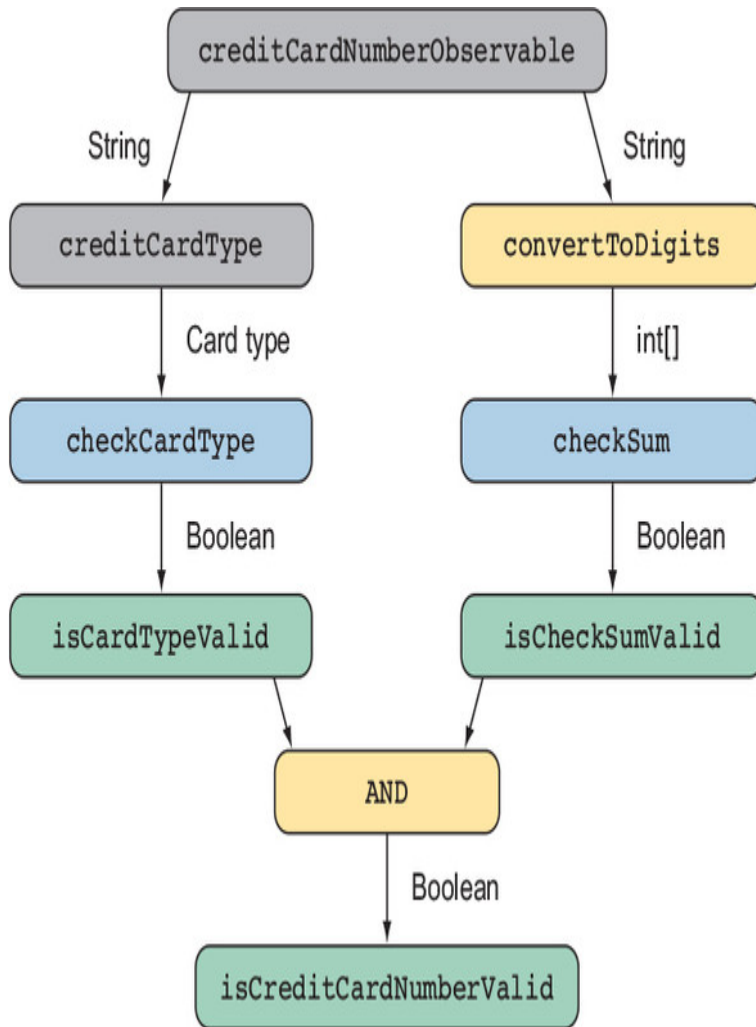 creditCardNumberObservable
String
String
creditCardType
convertToDigits
Card type
int[]
checkCardType
checkSum
Boolean
Boolean
isCardTypeValid
isCheckSumValid
AND
Boolean
isCreditCardNumberValid